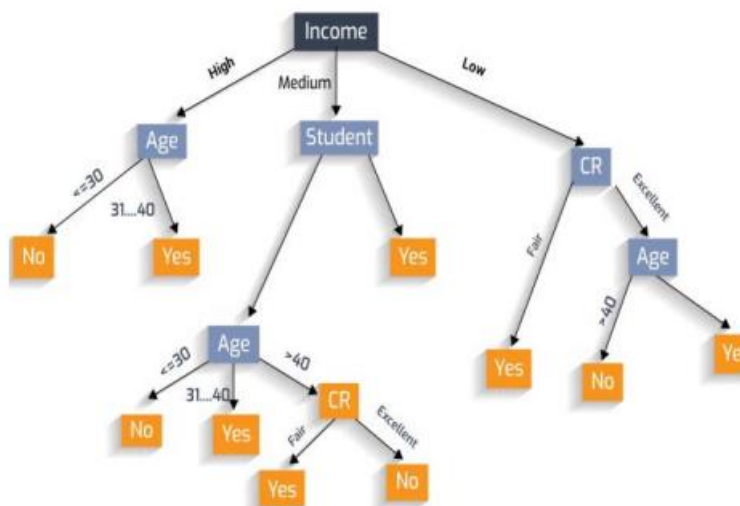 Income
High
Medium
Low
Age
Student
CR
<=30
31....40
Fair
Excellent
No
Yes
Yes
Age
>40
Age
Yes
No
Ye
<=30
31....40
>40
CR
No
Yes
Fair
Excellent
Yes
No